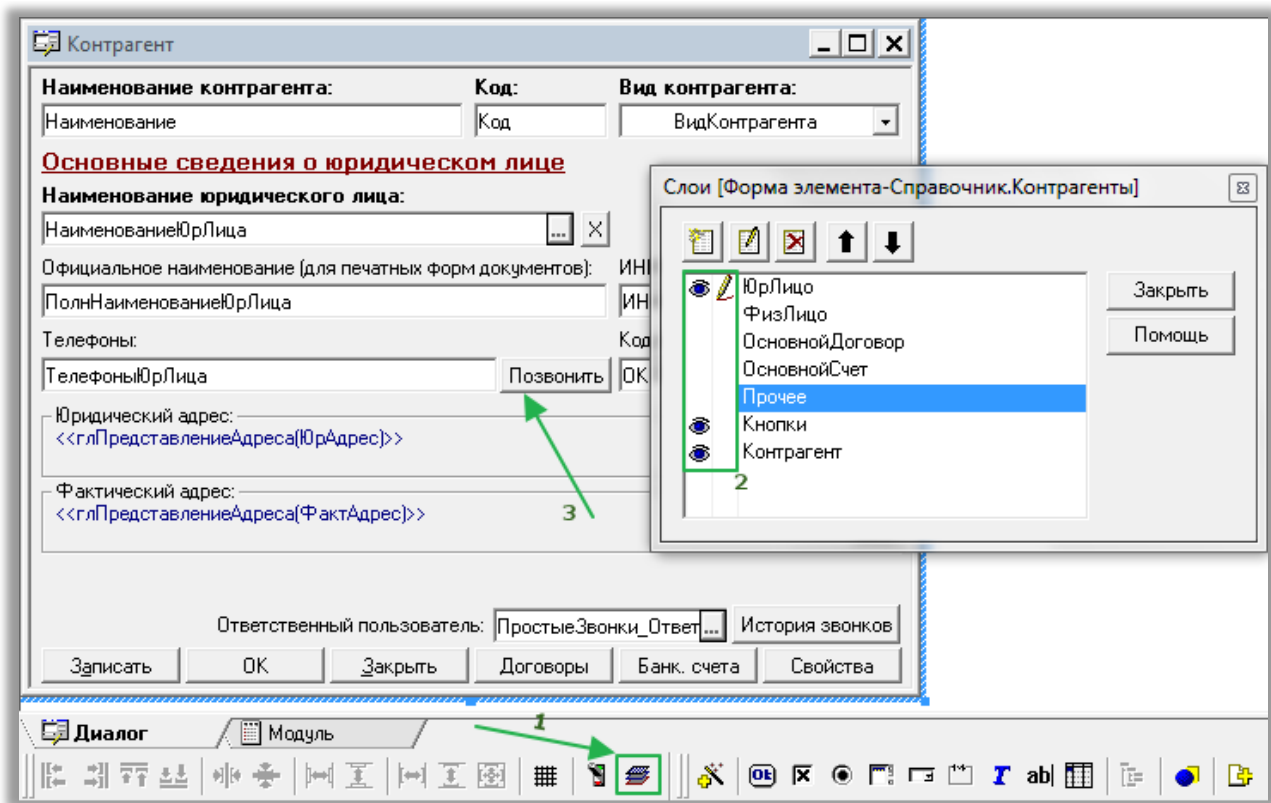 Контрагент
Наименование контрагента: Код: Вид контрагента:
Наименование Код ВидКонтрагента
Основные сведения о юридическом лице
Наименование юридического лица:
НаименованиеЮрЛица ... X
Официальное наименование (для печатных форм документов):
ПолнНаименованиеЮрЛица
Телефоны: Код
ТелефоныЮрЛица Позвонить
Юридический адрес:
<<глПредставлениеАдреса(ЮрАдрес)>>
Фактический адрес:
<<глПредставлениеАдреса(ФактАдрес)>>
3
Ответственный пользователь: ПростыеЗвонки_Ответ ... История звонков
Записать OK Закрыть Договоры Банк. счета Свойства
Слои [Форма элемента-Справочник.Контрагенты]
ЮрЛицо
ФизЛицо
ОсновнойДоговор
ОсновнойСчет
Прочее
Кнопки
Контрагент
2
Закрыть
Помощь
Диалог Модуль
1
OK T ab|